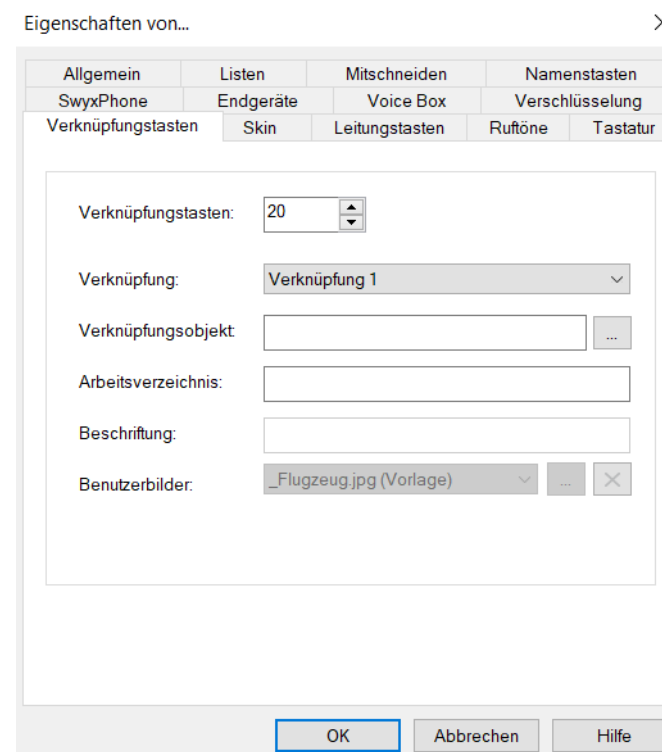 Eigenschaften von...
Allgemein Listen Mitschneiden Namenstasten
SwyxPhone Endgeräte Voice Box Verschlüsselung
Verknüpfungstasten Skin Leitungstasten Ruftöne Tastatur
Verknüpfungstasten: 20
Verknüpfung: Verknüpfung 1
Verknüpfungsobjekt: ...
Arbeitsverzeichnis:
Beschriftung:
Benutzerbilder: _Flugzeug.jpg (Vorlage) ...
OK Abbrechen Hilfe